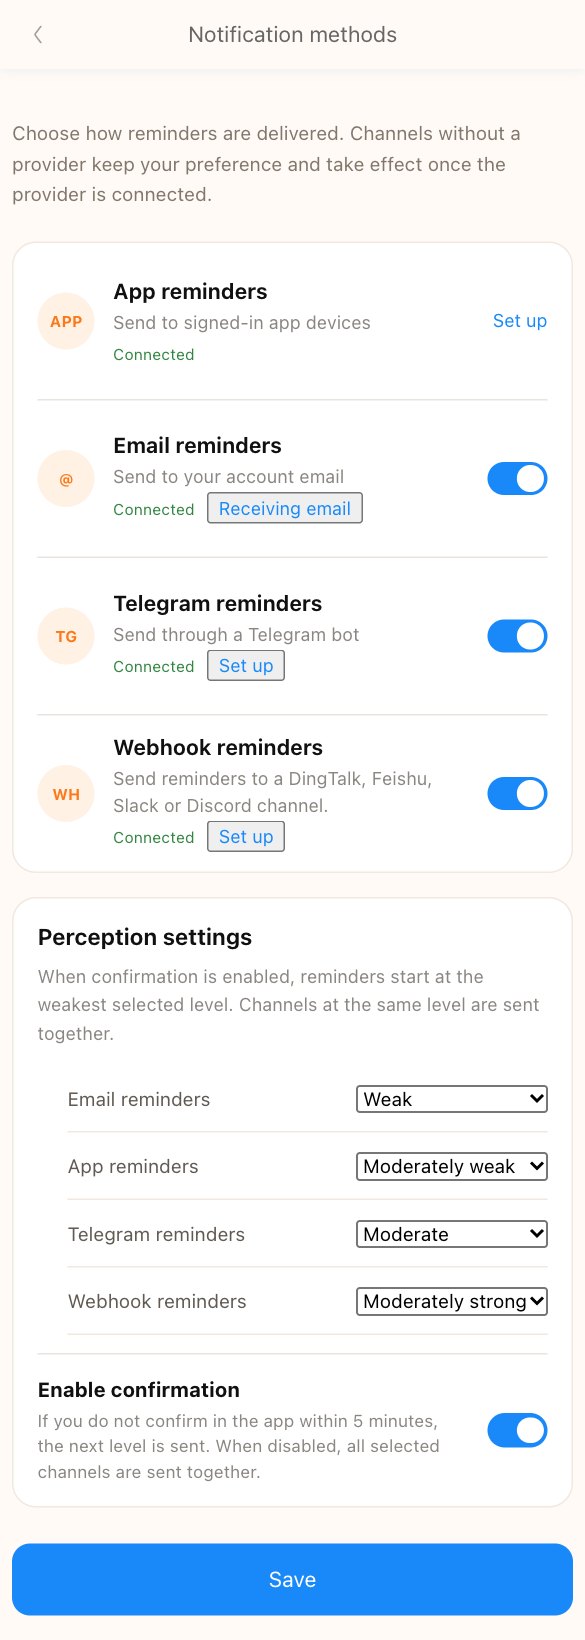 Notification methods
Choose how reminders are delivered. Channels without a
provider keep your preference and take effect once the
provider is connected.
APP
App reminders
Send to signed-in app devices
Connected
Set up
@
Email reminders
Send to your account email
Connected
Receiving email
TG
Telegram reminders
Send through a Telegram bot
Connected
Set up
WH
Webhook reminders
Send reminders to a DingTalk, Feishu,
Slack or Discord channel.
Connected
Set up
Perception settings
When confirmation is enabled, reminders start at the
weakest selected level. Channels at the same level are sent
together.
Email reminders
Weak
App reminders
Moderately weak
Telegram reminders
Moderate
Webhook reminders
Moderately strong
Enable confirmation
If you do not confirm in the app within 5 minutes,
the next level is sent. When disabled, all selected
channels are sent together.
Save